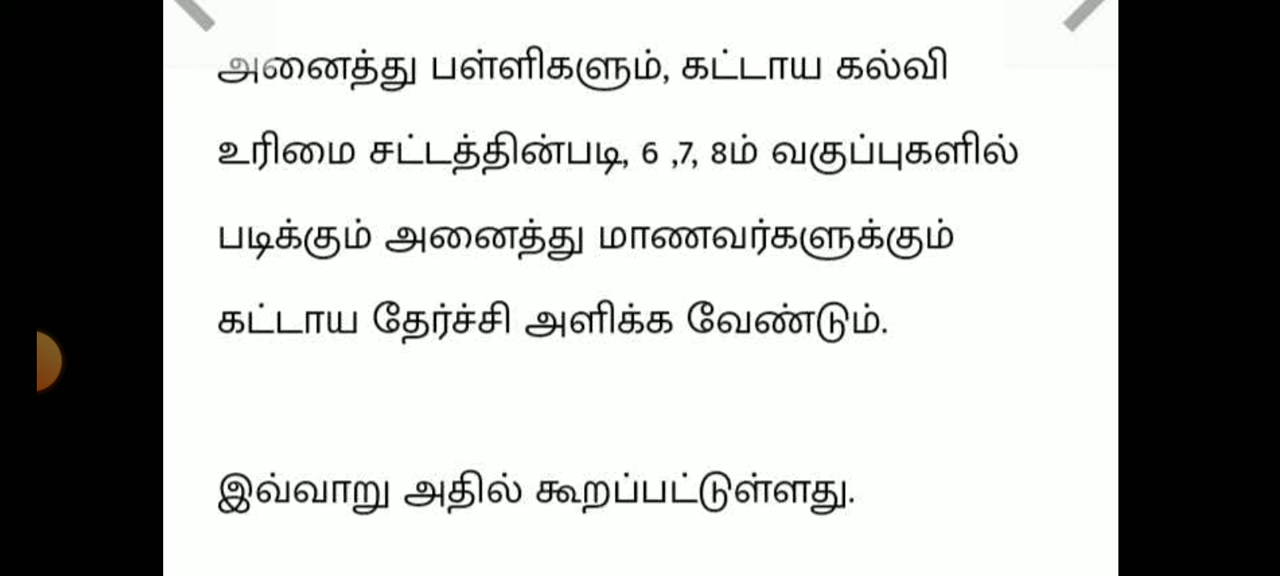 அனைத்து பள்ளிகளும், கட்டாய கல்வி
உரிமை சட்டத்தின்படி, 6 ,7, 8ம் வகுப்புகளில்
படிக்கும் அனைத்து மாணவர்களுக்கும்
கட்டாய தேர்ச்சி அளிக்க வேண்டும்.
இவ்வாறு அதில் கூறப்பட்டுள்ளது.